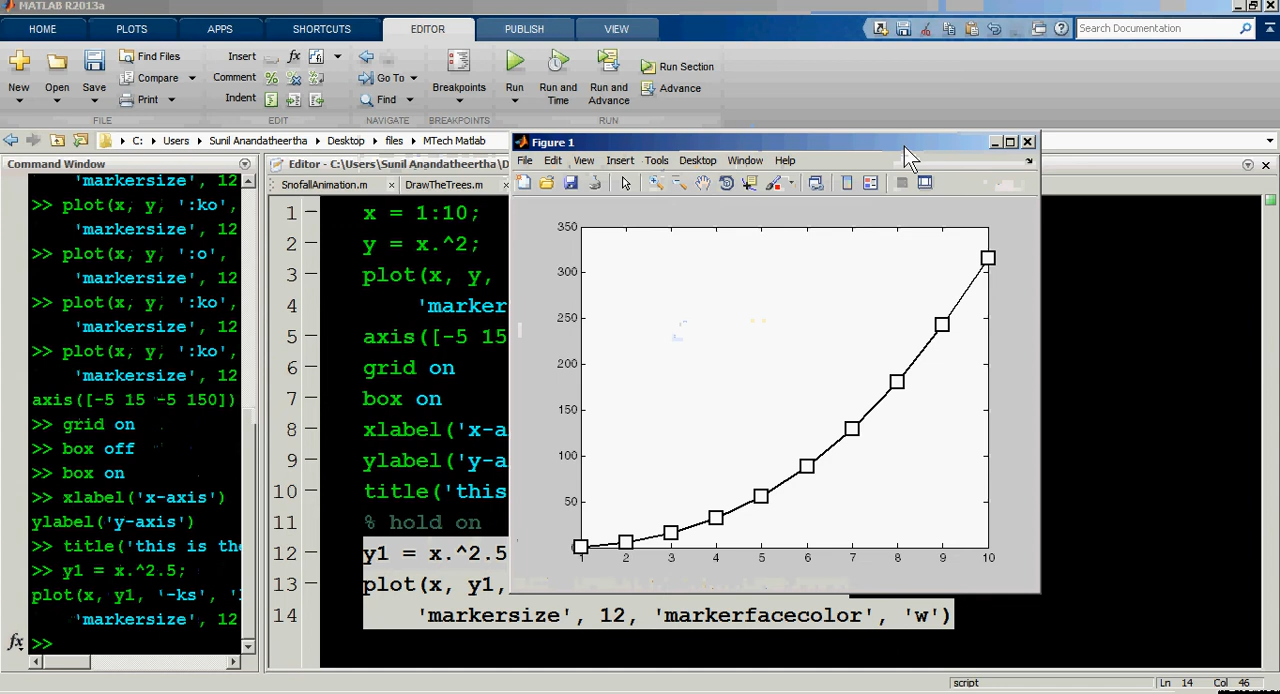 MATLAB R2013a
HOME PLOTS APPS SHORTCUTS EDITOR PUBLISH VIEW Search Documentation
Find Files Insert fx
Compare Comment Go To Run Section
New Open Save Print Indent Find Breakpoints Run Run and Time Run and Advance Advance
FILE EDIT NAVIGATE BREAKPOINTS RUN
C: Users Sunil Anandatheertha Desktop files MTech Matlab
Command Window
'markersize', 12
>> plot(x, y, ':ko',
'markersize', 12
>> plot(x, y, ':o',
'markersize', 12
>> plot(x, y, ':ko',
'markersize', 12
>> plot(x, y, ':ko',
'markersize', 12
axis([-5 15 -5 150])
>> grid on
>> box off
>> box on
>> xlabel('x-axis')
ylabel('y-axis')
>> title('this is the
>> y1 = x.^2.5;
plot(x, y1, '-ks',
'markersize', 12
fx >>
Editor - C:\Users\Sunil Anandatheertha\D
SnofallAnimation.m DrawTheTrees.m
1 x = 1:10;
2 y = x.^2;
3 plot(x, y,
4 'marker
5 axis([-5 15
6 grid on
7 box on
8 xlabel('x-a
9 ylabel('y-a
10 title('this
11 % hold on
12 y1 = x.^2.5
13 plot(x, y1,
14 'markersize', 12, 'markerfacecolor', 'w')
Figure 1
File Edit View Insert Tools Desktop Window Help
350
300
250
200
150
100
50
0
1 2 3 4 5 6 7 8 9 10
script Ln 14 Col 46